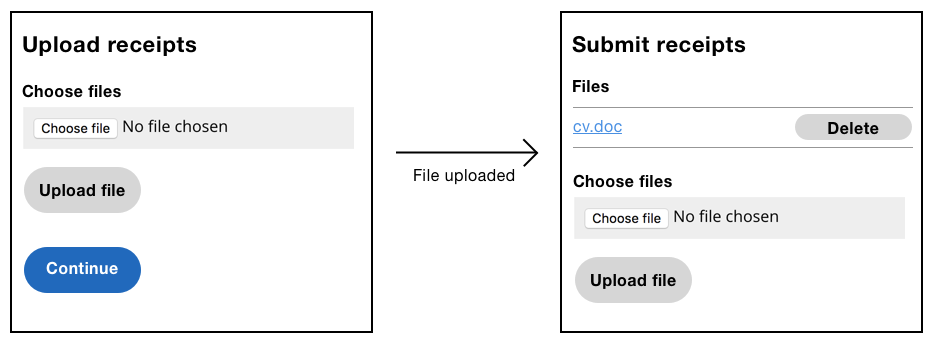 Upload receipts
Choose files
Choose file No file chosen
Upload file
Continue
File uploaded
Submit receipts
Files
cv.doc Delete
Choose files
Choose file No file chosen
Upload file